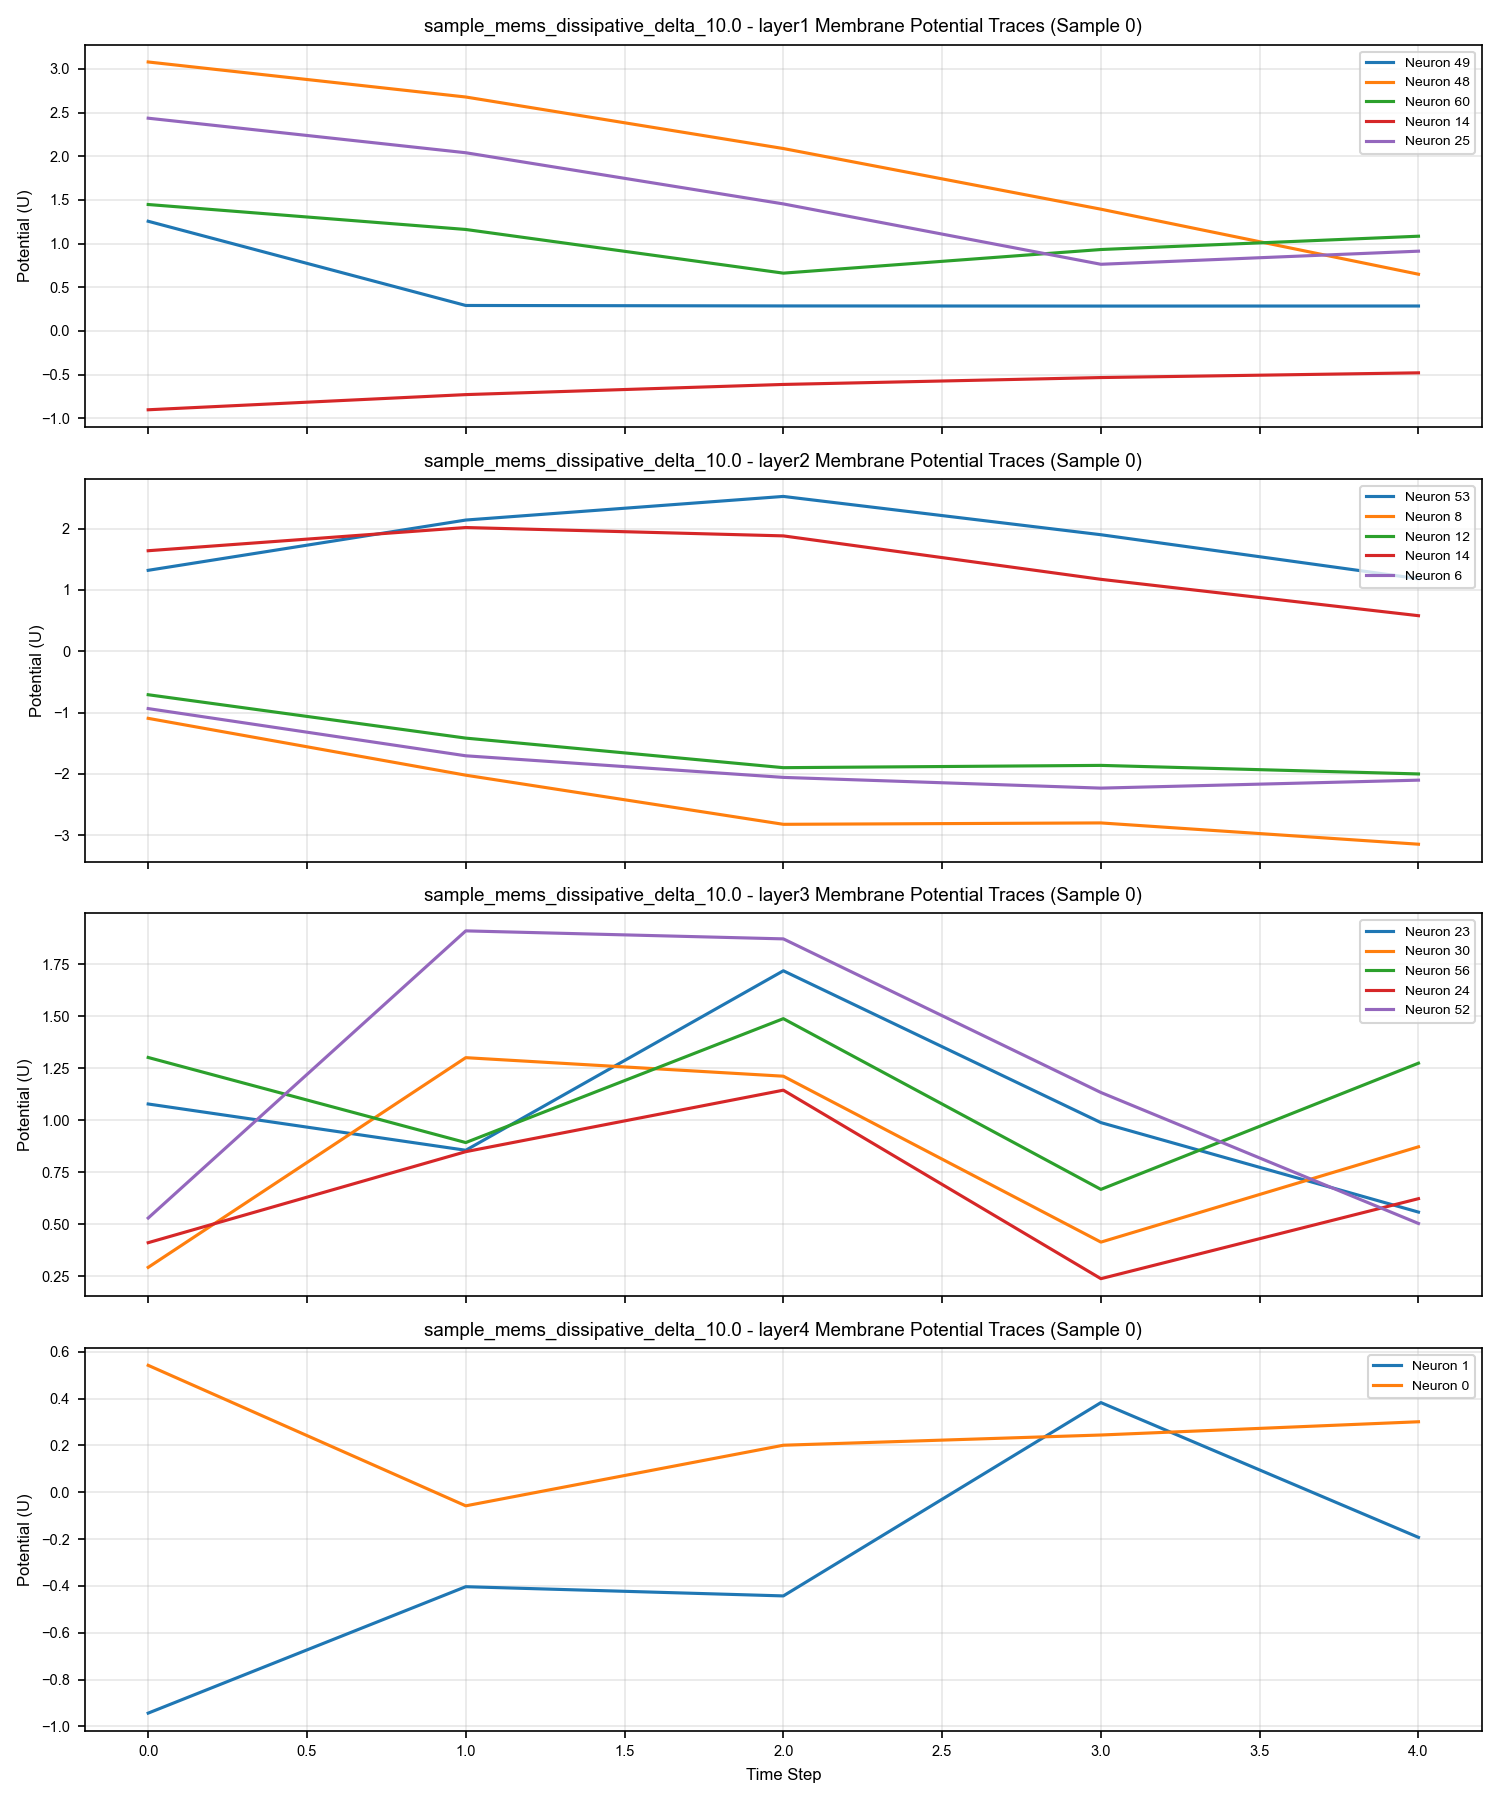 sample_mems_dissipative_delta_10.0 - layer1 Membrane Potential Traces (Sample 0)
Potential (U)
3.0
2.5
2.0
1.5
1.0
0.5
0.0
−0.5
−1.0
Neuron 49
Neuron 48
Neuron 60
Neuron 14
Neuron 25
sample_mems_dissipative_delta_10.0 - layer2 Membrane Potential Traces (Sample 0)
Potential (U)
2
1
0
−1
−2
−3
Neuron 53
Neuron 8
Neuron 12
Neuron 14
Neuron 6
sample_mems_dissipative_delta_10.0 - layer3 Membrane Potential Traces (Sample 0)
Potential (U)
1.75
1.50
1.25
1.00
0.75
0.50
0.25
Neuron 23
Neuron 30
Neuron 56
Neuron 24
Neuron 52
sample_mems_dissipative_delta_10.0 - layer4 Membrane Potential Traces (Sample 0)
Potential (U)
0.6
0.4
0.2
0.0
−0.2
−0.4
−0.6
−0.8
−1.0
Neuron 1
Neuron 0
0.0 0.5 1.0 1.5 2.0 2.5 3.0 3.5 4.0
Time Step